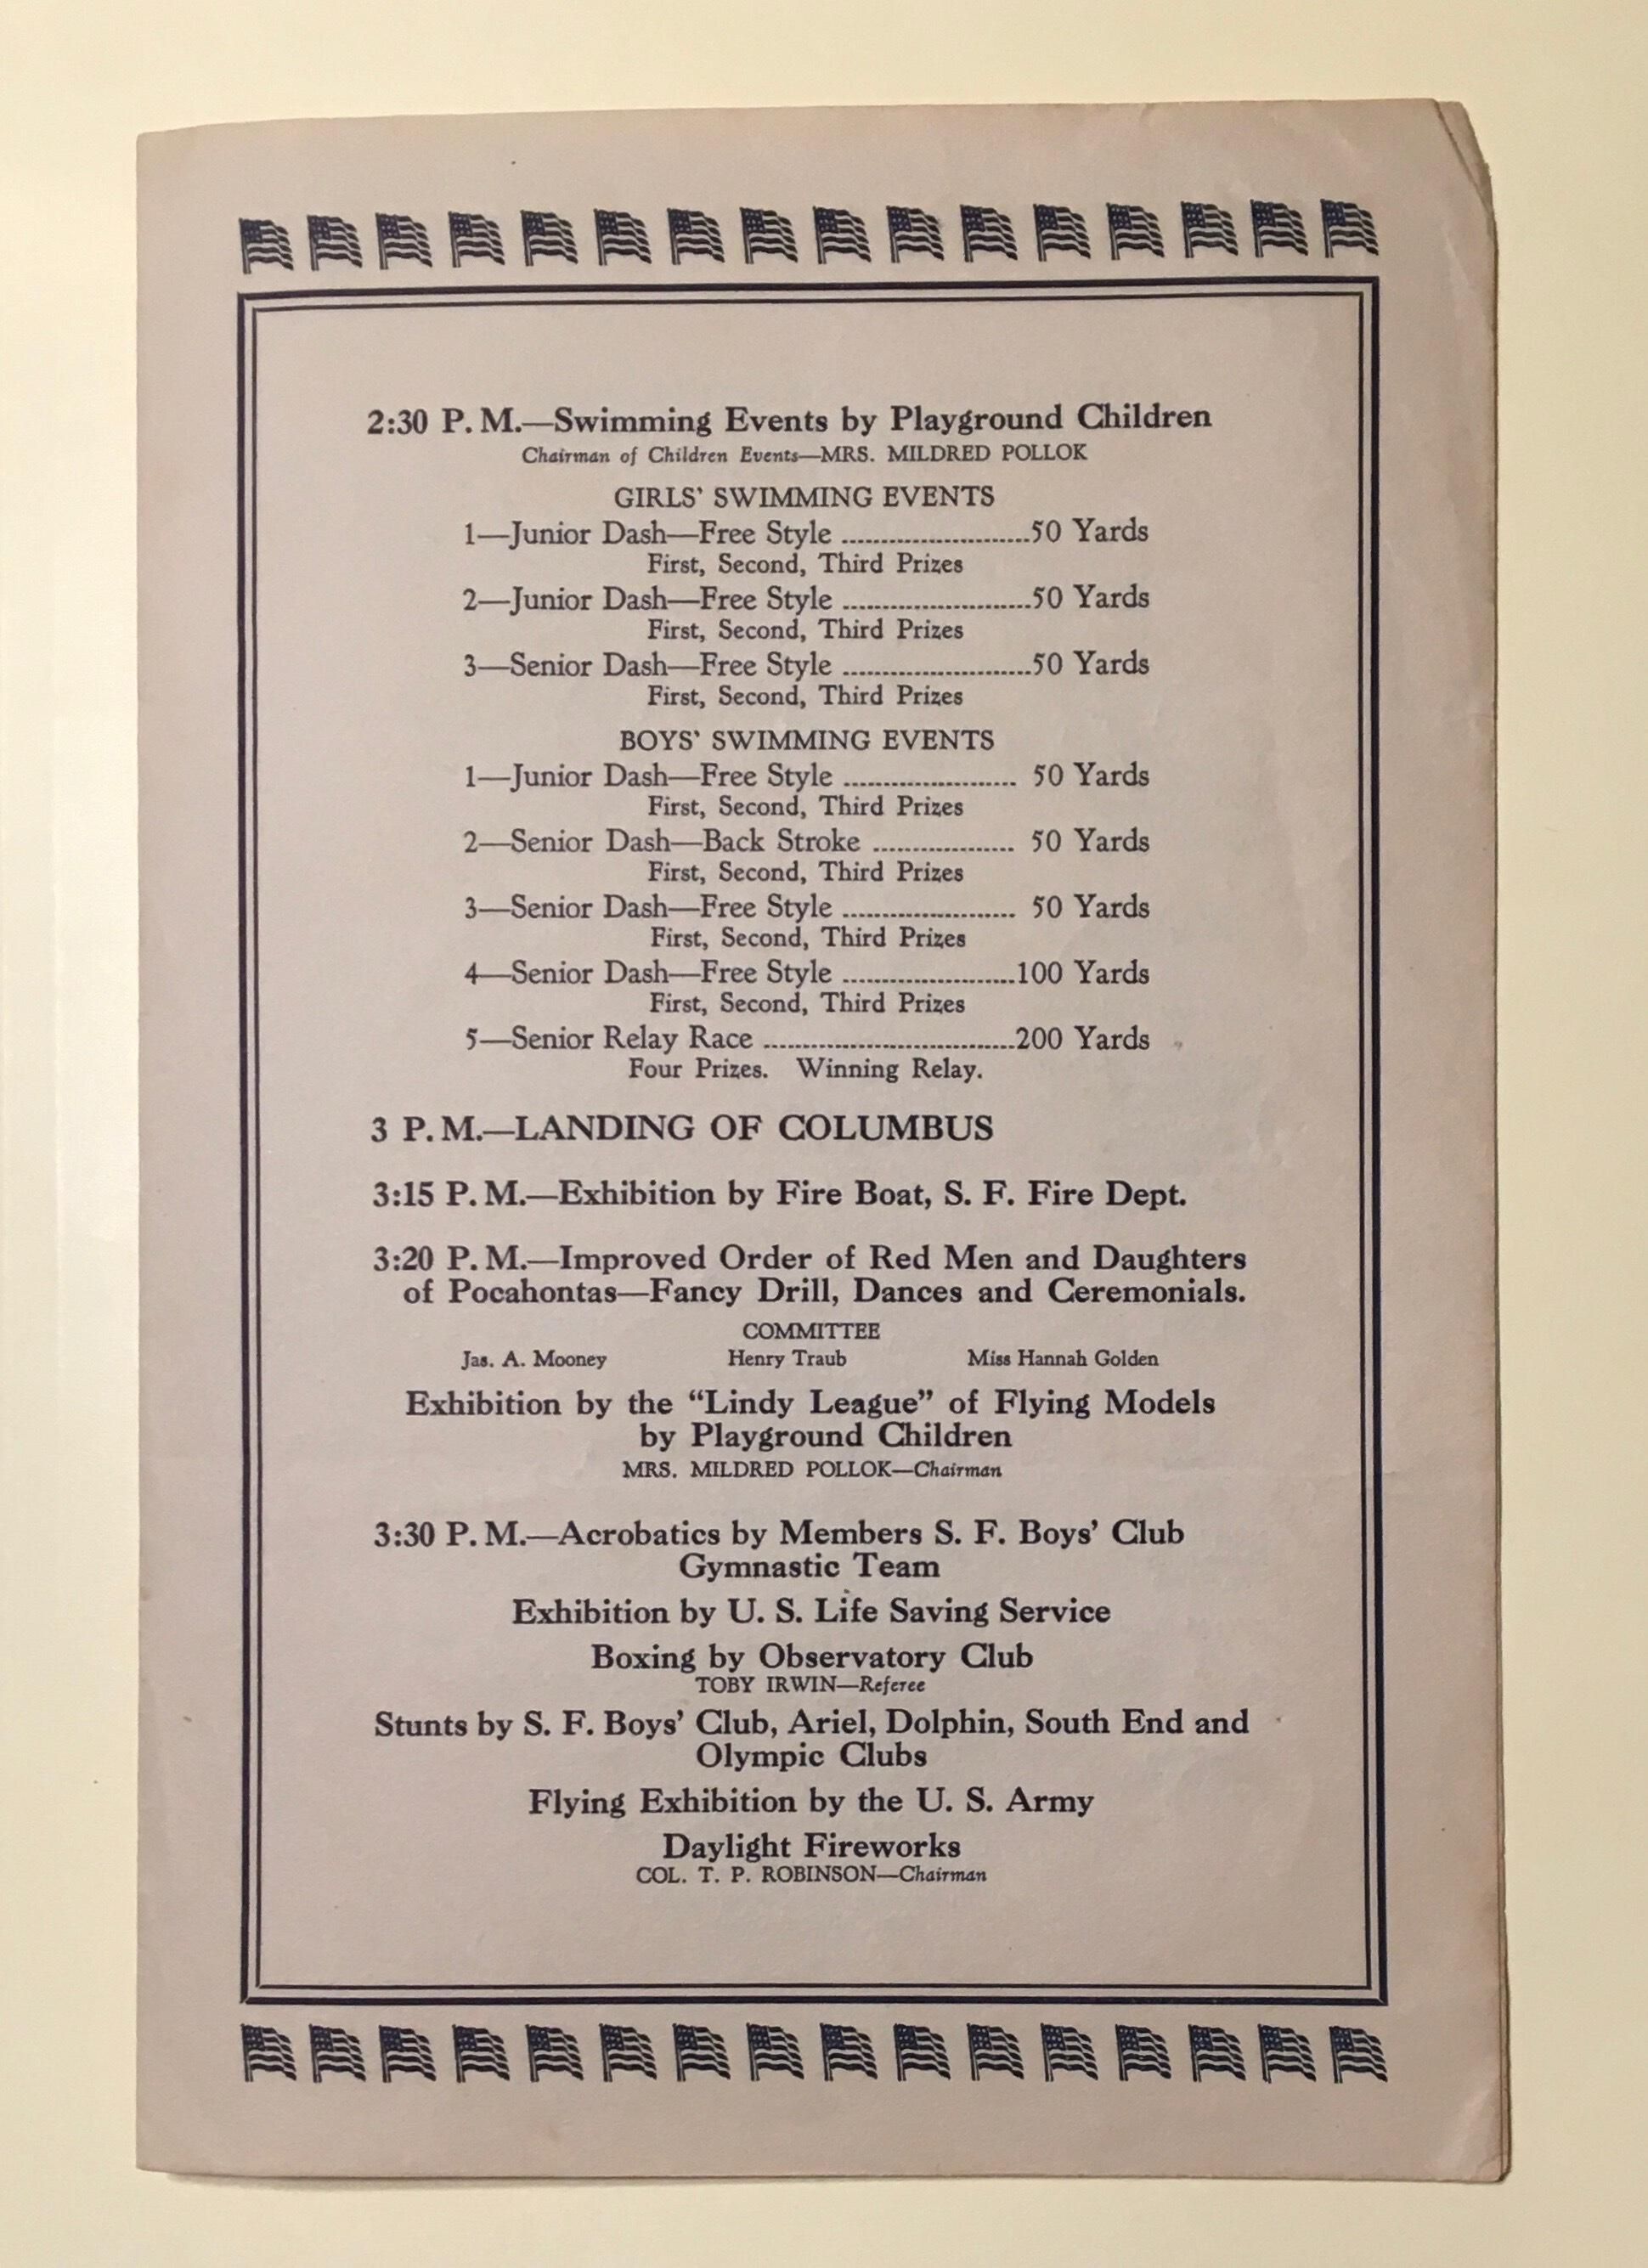 2:30 P. M.—Swimming Events by Playground Children
Chairman of Children Events—MRS. MILDRED POLLOK
GIRLS' SWIMMING EVENTS
1—Junior Dash—Free Style ........................50 Yards
First, Second, Third Prizes
2—Junior Dash—Free Style ........................50 Yards
First, Second, Third Prizes
3—Senior Dash—Free Style ........................50 Yards
First, Second, Third Prizes
BOYS' SWIMMING EVENTS
1—Junior Dash—Free Style ...................... 50 Yards
First, Second, Third Prizes
2—Senior Dash—Back Stroke .................. 50 Yards
First, Second, Third Prizes
3—Senior Dash—Free Style ...................... 50 Yards
First, Second, Third Prizes
4—Senior Dash—Free Style ......................100 Yards
First, Second, Third Prizes
5—Senior Relay Race ................................200 Yards
Four Prizes. Winning Relay.
3 P. M.—LANDING OF COLUMBUS
3:15 P. M.—Exhibition by Fire Boat, S. F. Fire Dept.
3:20 P. M.—Improved Order of Red Men and Daughters
of Pocahontas—Fancy Drill, Dances and Ceremonials.
COMMITTEE
Jas. A. Mooney Henry Traub Miss Hannah Golden
Exhibition by the "Lindy League" of Flying Models
by Playground Children
MRS. MILDRED POLLOK—Chairman
3:30 P. M.—Acrobatics by Members S. F. Boys' Club
Gymnastic Team
Exhibition by U. S. Life Saving Service
Boxing by Observatory Club
TOBY IRWIN—Referee
Stunts by S. F. Boys' Club, Ariel, Dolphin, South End and
Olympic Clubs
Flying Exhibition by the U. S. Army
Daylight Fireworks
COL. T. P. ROBINSON—Chairman